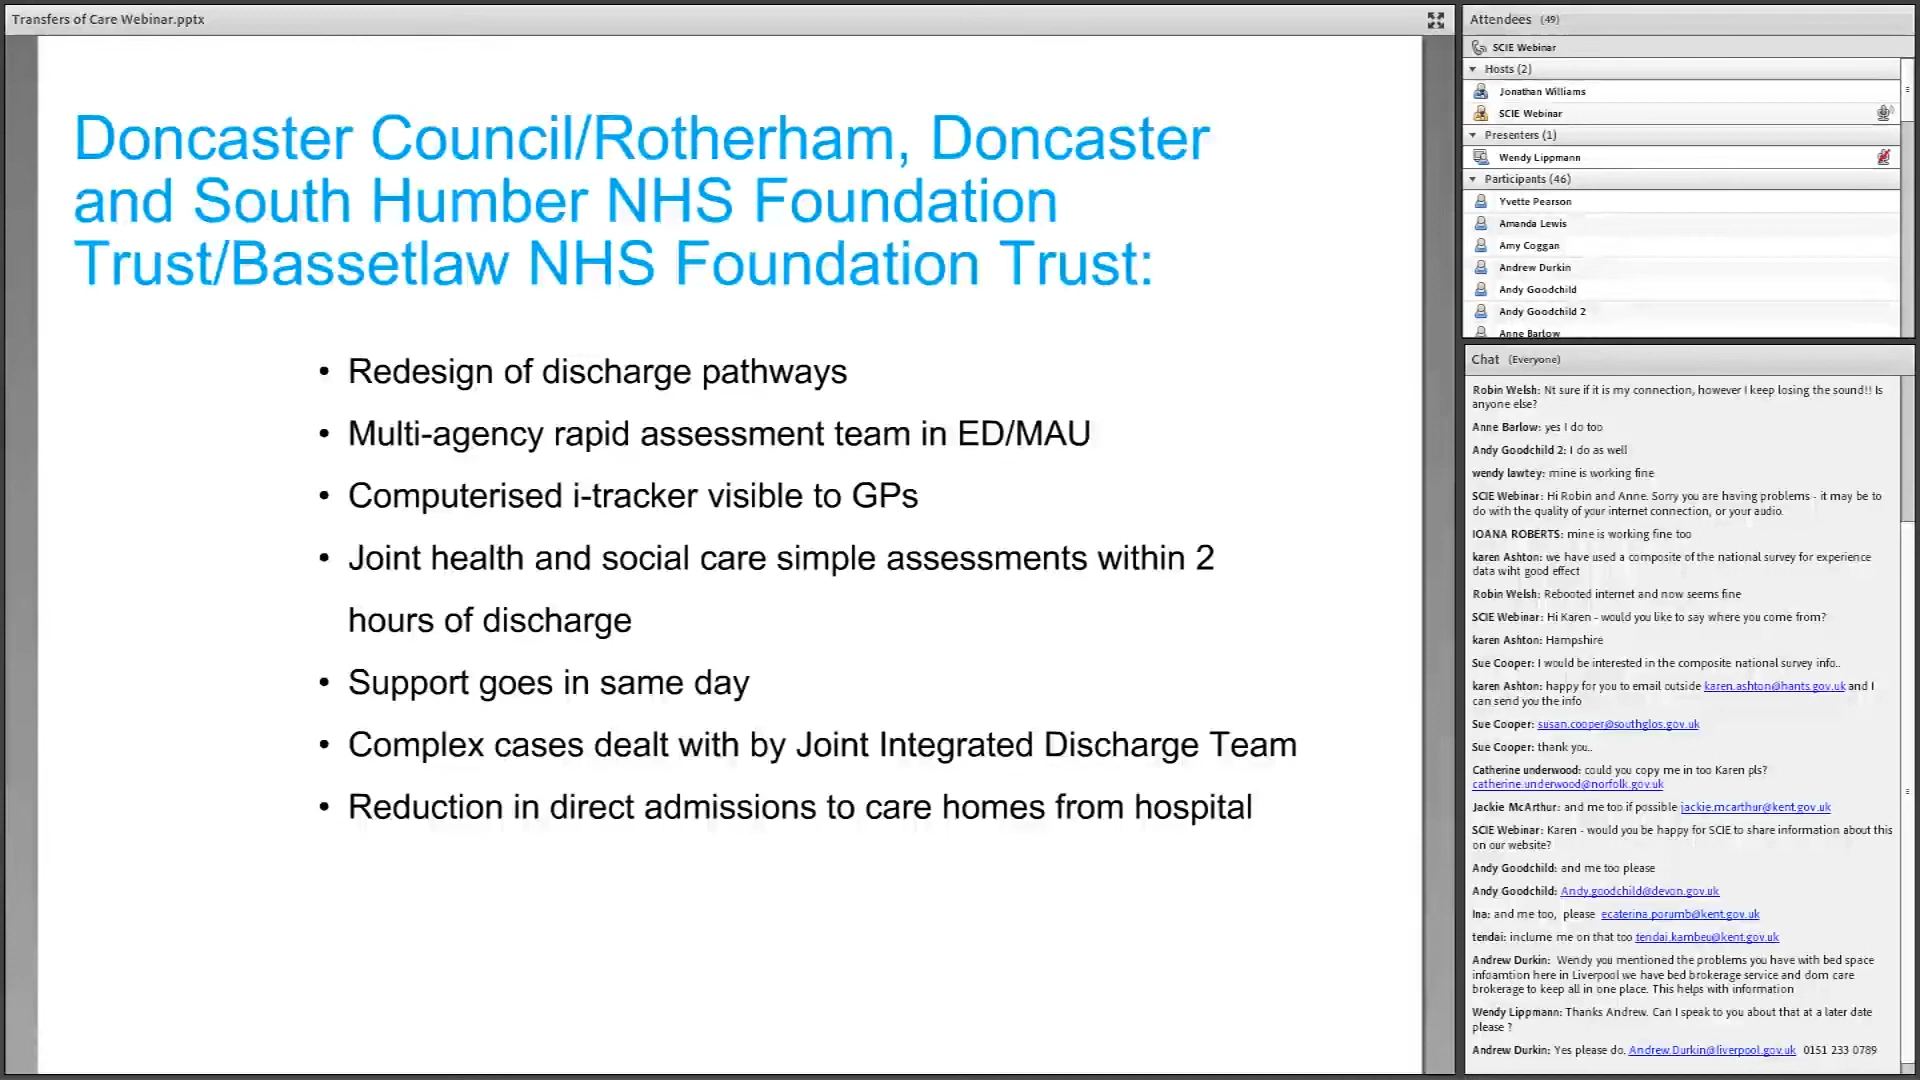 Transfers of Care Webinar.pptx
Doncaster Council/Rotherham, Doncaster
and South Humber NHS Foundation
Trust/Bassetlaw NHS Foundation Trust:
• Redesign of discharge pathways
• Multi-agency rapid assessment team in ED/MAU
• Computerised i-tracker visible to GPs
• Joint health and social care simple assessments within 2
hours of discharge
• Support goes in same day
• Complex cases dealt with by Joint Integrated Discharge Team
• Reduction in direct admissions to care homes from hospital
Attendees (49)
SCIE Webinar
Hosts (2)
Jonathan Williams
SCIE Webinar
Presenters (1)
Wendy Lippmann
Participants (46)
Yvette Pearson
Amanda Lewis
Amy Coggan
Andrew Durkin
Andy Goodchild
Andy Goodchild 2
Anne Barlow
Chat (Everyone)
Robin Welsh: Nt sure if it is my connection, however I keep losing the sound!! Is
anyone else?
Anne Barlow: yes I do too
Andy Goodchild 2: I do as well
wendy lawtey: mine is working fine
SCIE Webinar: Hi Robin and Anne. Sorry you are having problems - it may be to
do with the quality of your internet connection, or your audio.
IOANA ROBERTS: mine is working fine too
karen Ashton: we have used a composite of the national survey for experience
data wiht good effect
Robin Welsh: Rebooted internet and now seems fine
SCIE Webinar: Hi Karen - would you like to say where you come from?
karen Ashton: Hampshire
Sue Cooper: I would be interested in the composite national survey info..
karen Ashton: happy for you to email outside karen.ashton@hants.gov.uk and I
can send you the info
Sue Cooper: susan.cooper@southglos.gov.uk
Sue Cooper: thank you..
Catherine underwood: could you copy me in too Karen pls?
catherine.underwood@norfolk.gov.uk
Jackie McArthur: and me too if possible jackie.mcarthur@kent.gov.uk
SCIE Webinar: Karen - would you be happy for SCIE to share information about this
on our website?
Andy Goodchild: and me too please
Andy Goodchild: Andy.goodchild@devon.gov.uk
Ina: and me too, please ecaterina.porumb@kent.gov.uk
tendai: inclume me on that too tendai.kambeu@kent.gov.uk
Andrew Durkin: Wendy you mentioned the problems you have with bed space
infoamtion here in Liverpool we have bed brokerage service and dom care
brokerage to keep all in one place. This helps with information
Wendy Lippmann: Thanks Andrew. Can I speak to you about that at a later date
please ?
Andrew Durkin: Yes please do. Andrew.Durkin@liverpool.gov.uk 0151 233 0789